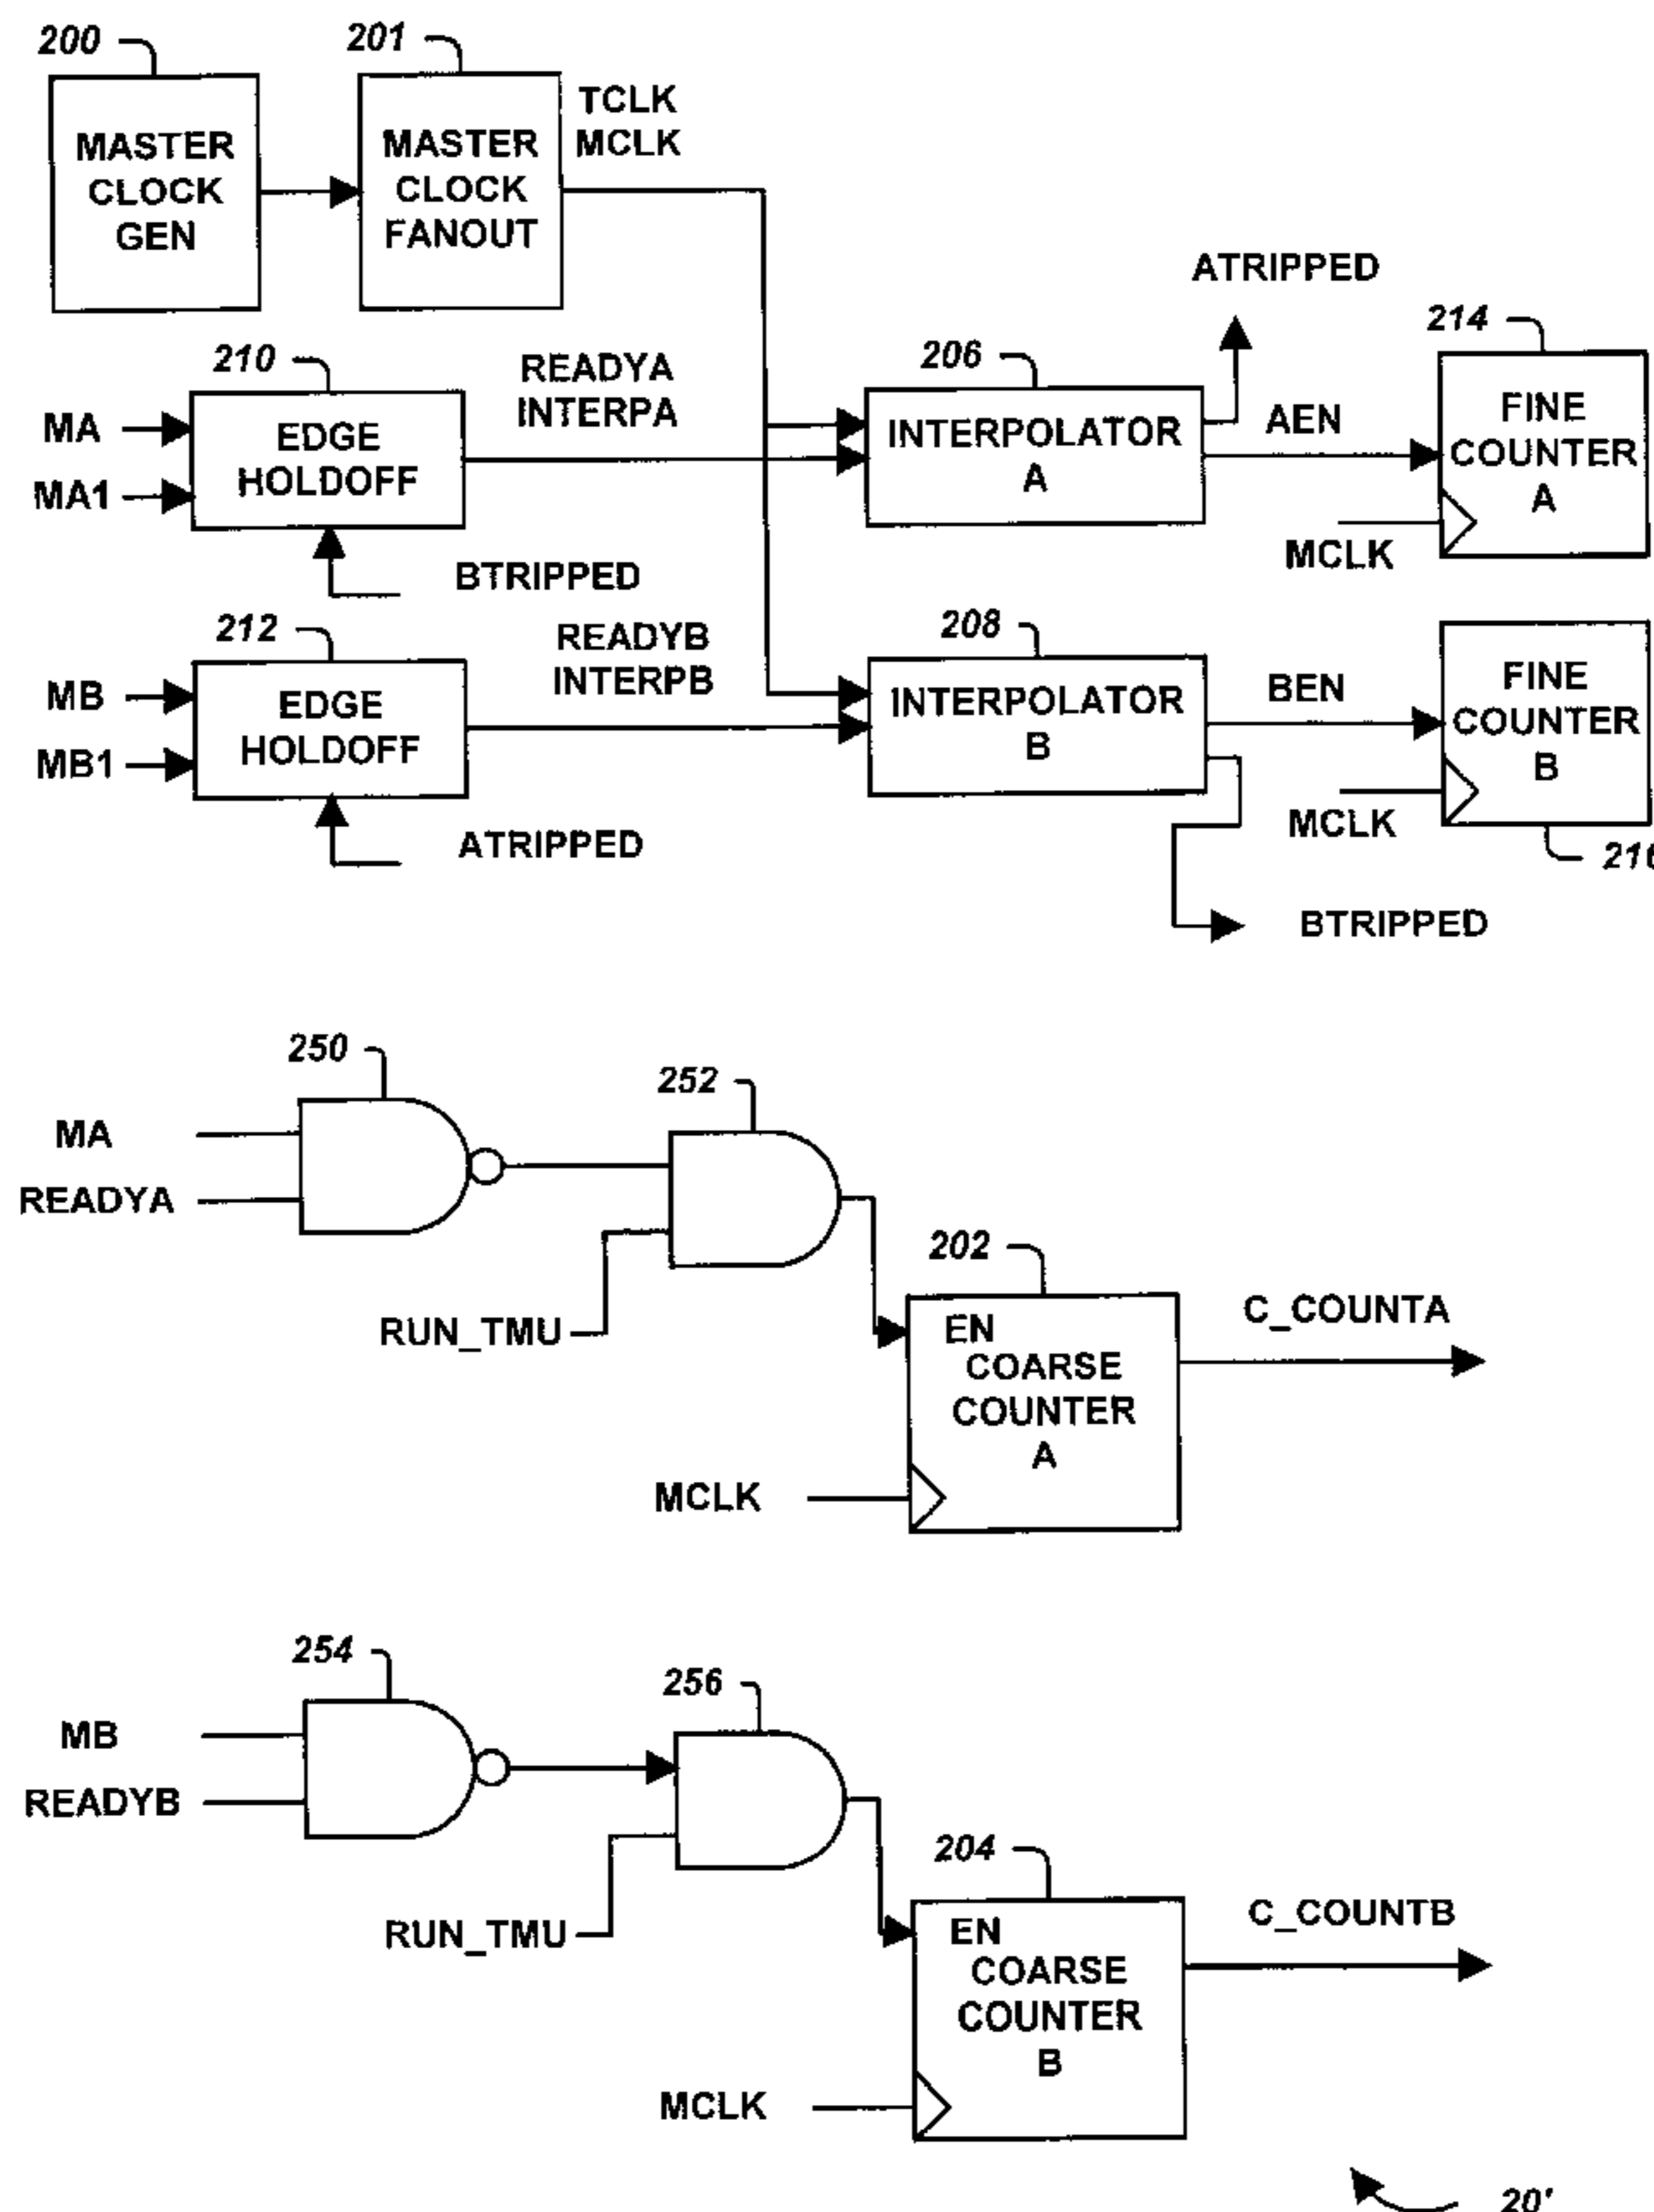 200
201
MASTER
CLOCK
GEN
MASTER
CLOCK
FANOUT
TCLK
MCLK
ATRIPPED
210
READYA
INTERPA
206
214
MA
MA1
EDGE
HOLDOFF
INTERPOLATOR
A
AEN
FINE
COUNTER
A
MCLK
BTRIPPED
212
READYB
INTERPB
208
MB
MB1
EDGE
HOLDOFF
INTERPOLATOR
B
BEN
FINE
COUNTER
B
MCLK
216
ATRIPPED
BTRIPPED
250
252
MA
READYA
RUN_TMU
202
EN
COARSE
COUNTER
A
C_COUNTA
MCLK
254
256
MB
READYB
RUN_TMU
204
EN
COARSE
COUNTER
B
C_COUNTB
MCLK
20'